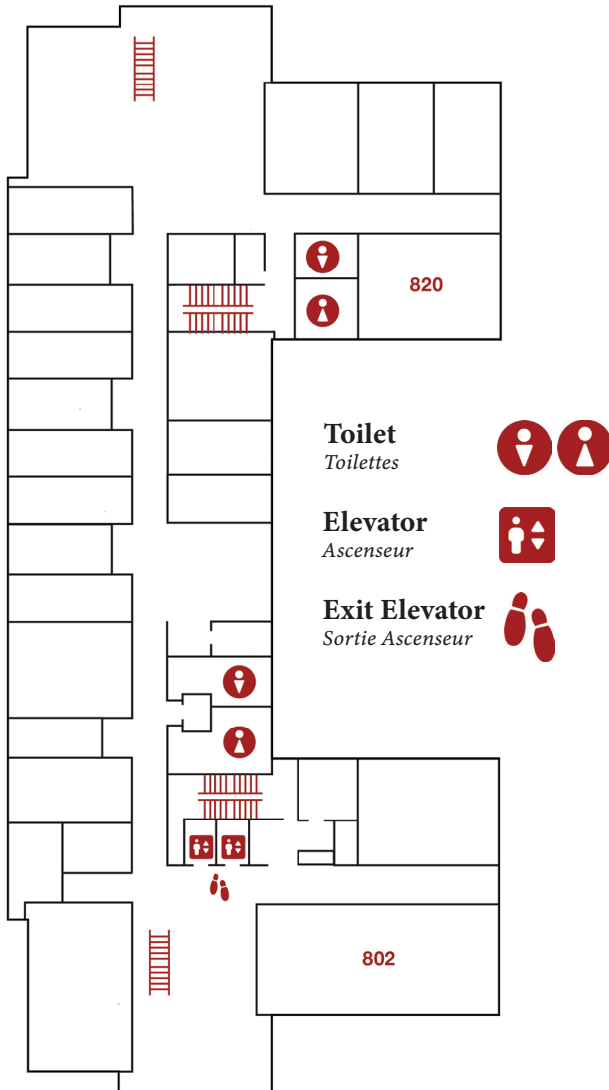 820
Toilet
Toilettes
Elevator
Ascenseur
Exit Elevator
Sortie Ascenseur
802